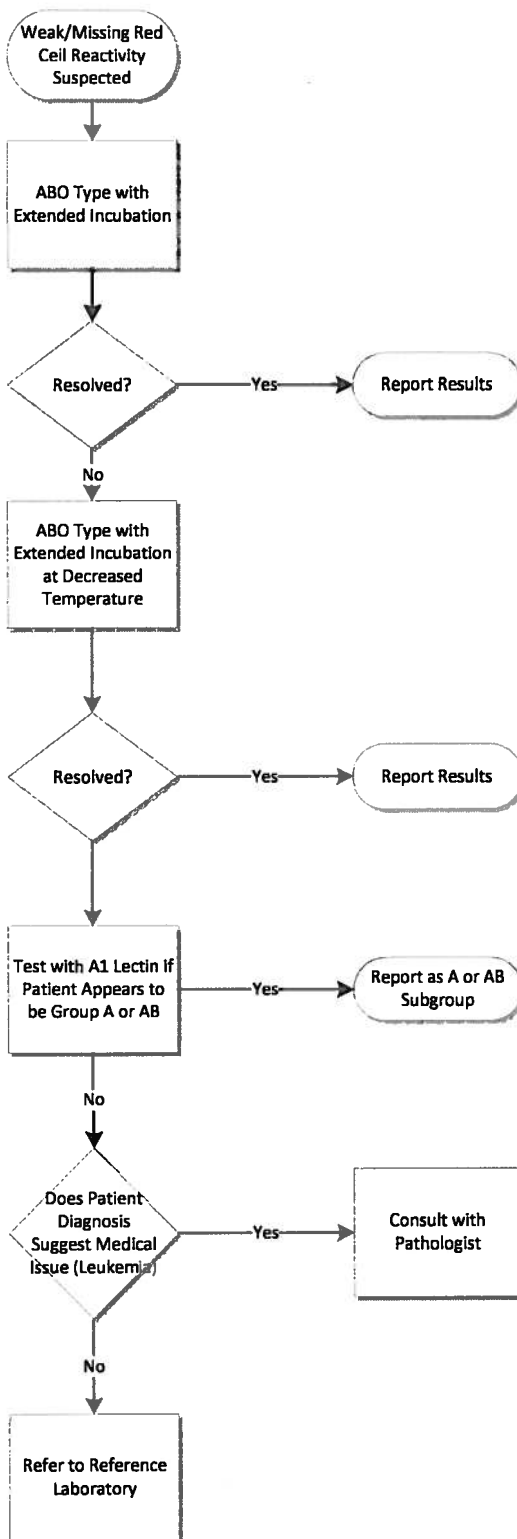 Weak/Missing Red
Cell Reactivity
Suspected
ABO Type with
Extended Incubation
Resolved?
Yes
Report Results
No
ABO Type with
Extended Incubation
at Decreased
Temperature
Resolved?
Yes
Report Results
Test with A1 Lectin if
Patient Appears to
be Group A or AB
Yes
Report as A or AB
Subgroup
No
Does Patient
Diagnosis
Suggest Medical
Issue (Leukemia)
Yes
Consult with
Pathologist
No
Refer to Reference
Laboratory